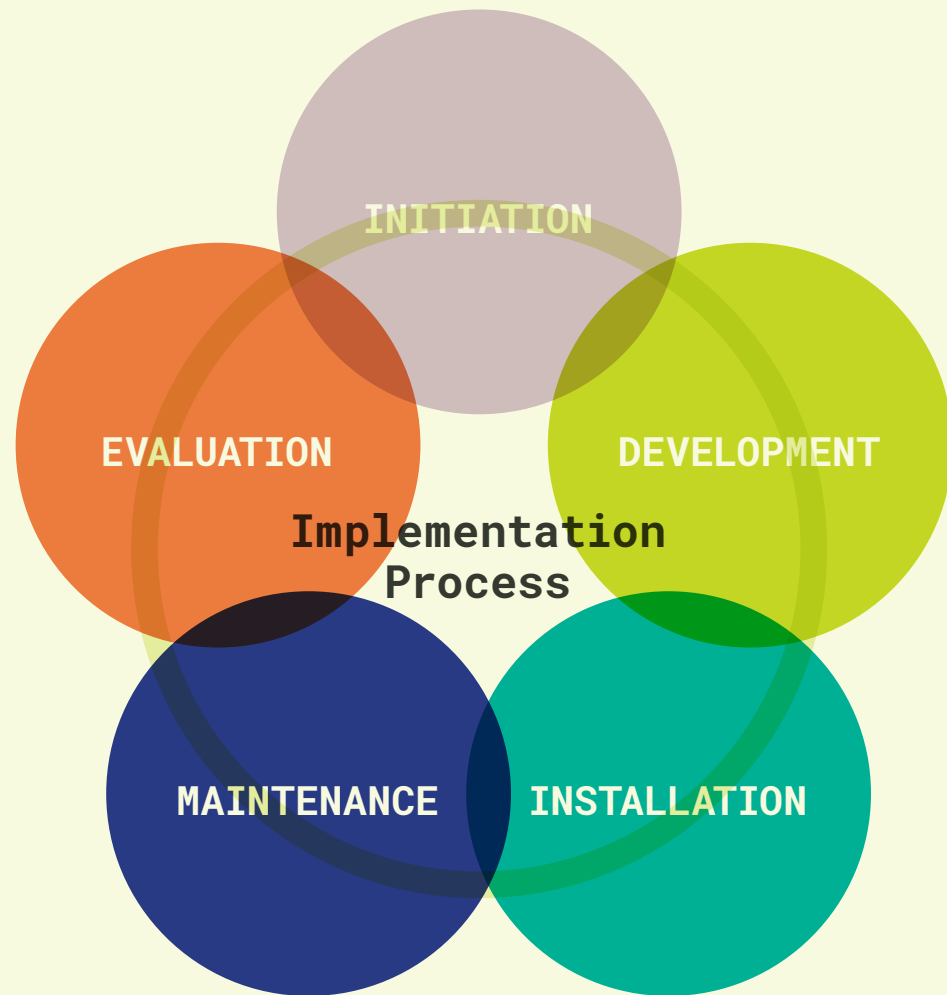 INITIATION
EVALUATION
DEVELOPMENT
Implementation
Process
MAINTENANCE
INSTALLATION